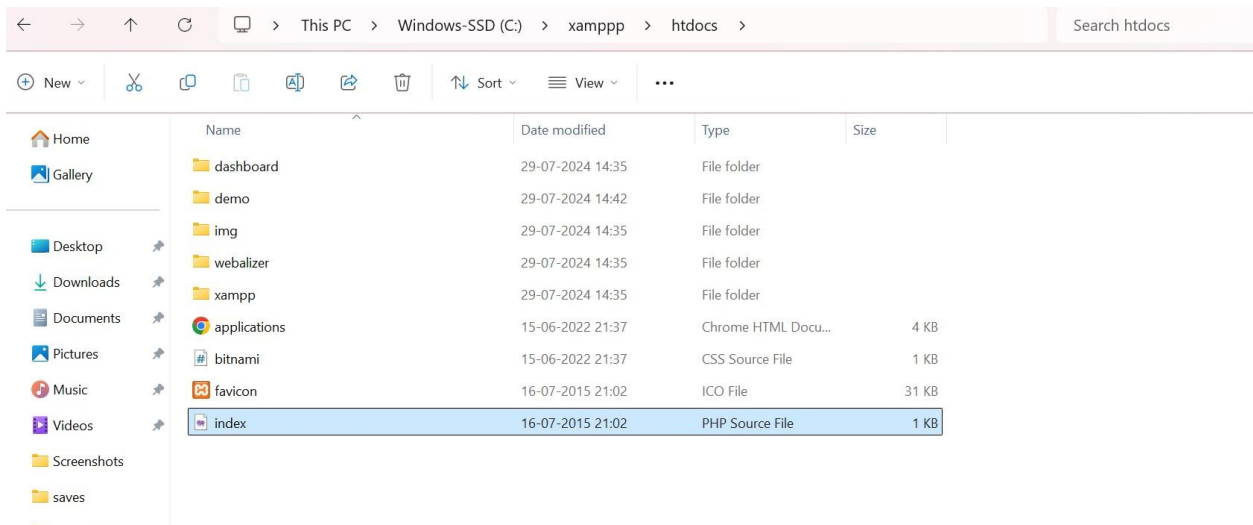 This PC > Windows-SSD (C:) > xamppp > htdocs > Search htdocs
New Sort View
Name Date modified Type Size
Home
Gallery
Desktop
Downloads
Documents
Pictures
Music
Videos
Screenshots
saves
dashboard 29-07-2024 14:35 File folder
demo 29-07-2024 14:42 File folder
img 29-07-2024 14:35 File folder
webalizer 29-07-2024 14:35 File folder
xampp 29-07-2024 14:35 File folder
applications 15-06-2022 21:37 Chrome HTML Docu... 4 KB
bitnami 15-06-2022 21:37 CSS Source File 1 KB
favicon 16-07-2015 21:02 ICO File 31 KB
index 16-07-2015 21:02 PHP Source File 1 KB